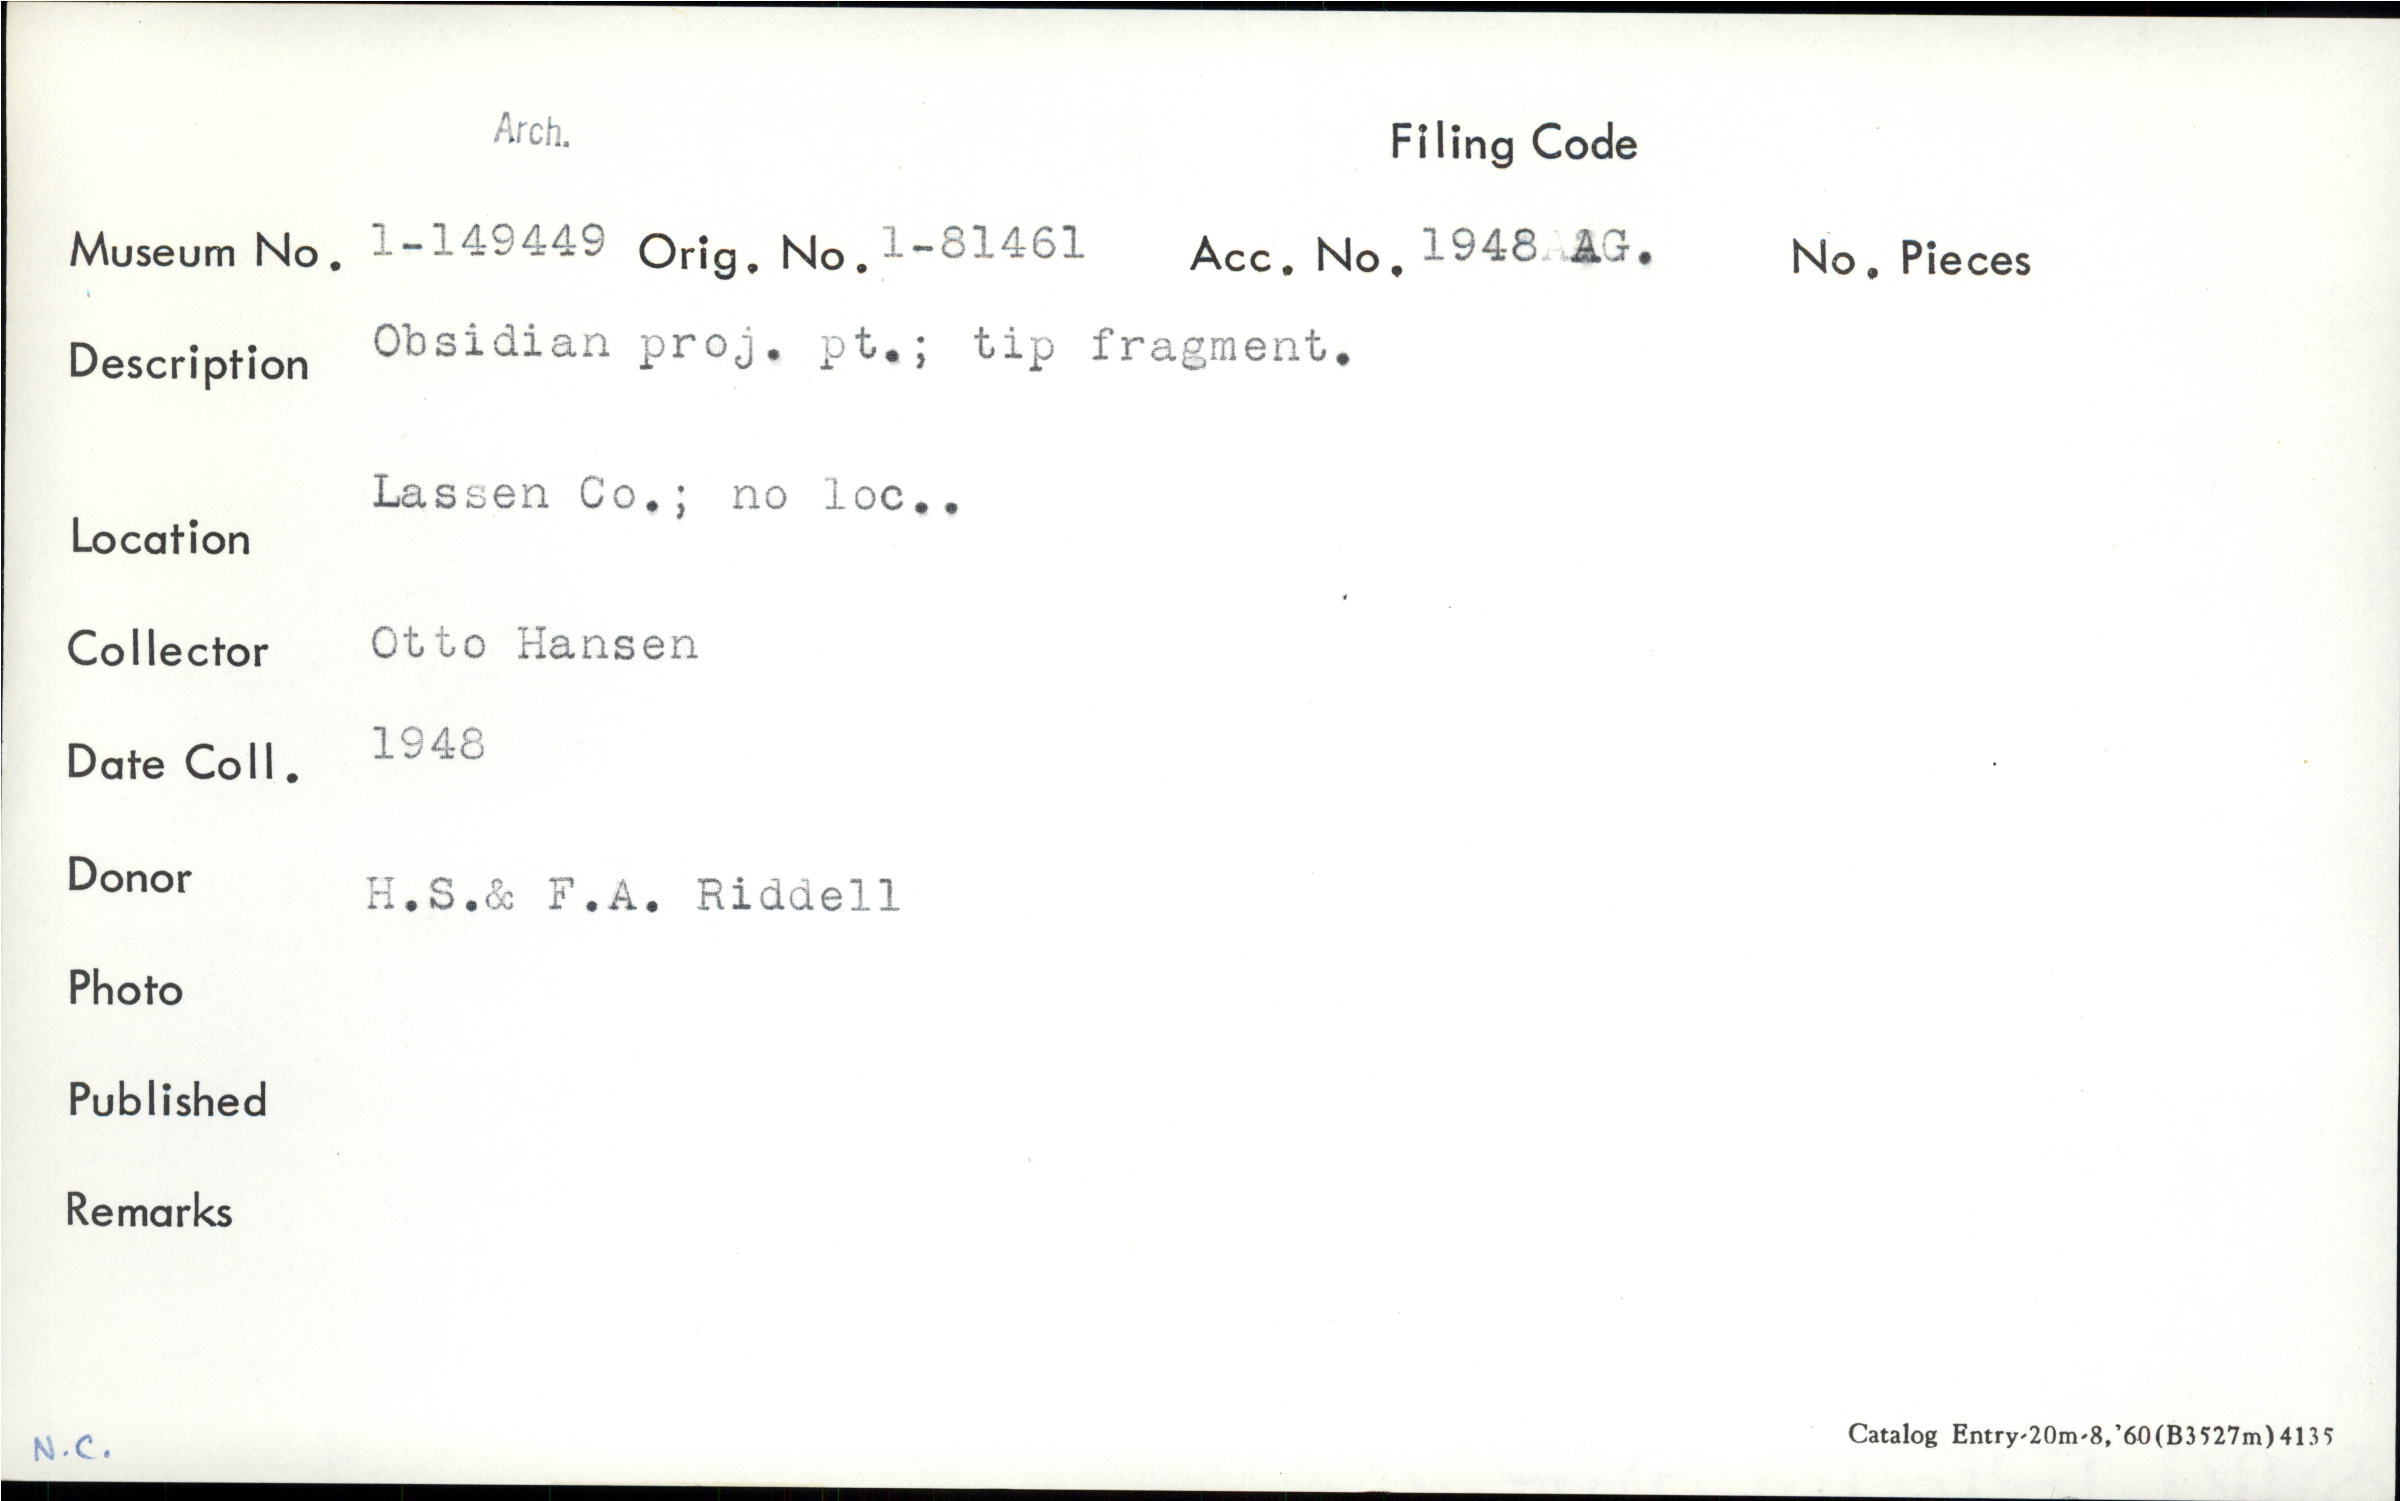 Arch.
Filing Code
Museum No. 1-149449 Orig. No. 1-81461 Acc. No. 1948 AG. No. Pieces
Description Obsidian proj. pt.; tip fragment.
Location Lassen Co.; no loc..
Collector Otto Hansen
Date Coll. 1948
Donor H.S.& F.A. Riddell
Photo
Published
Remarks
N.C.
Catalog Entry-20m-8,'60(B3527m)4135